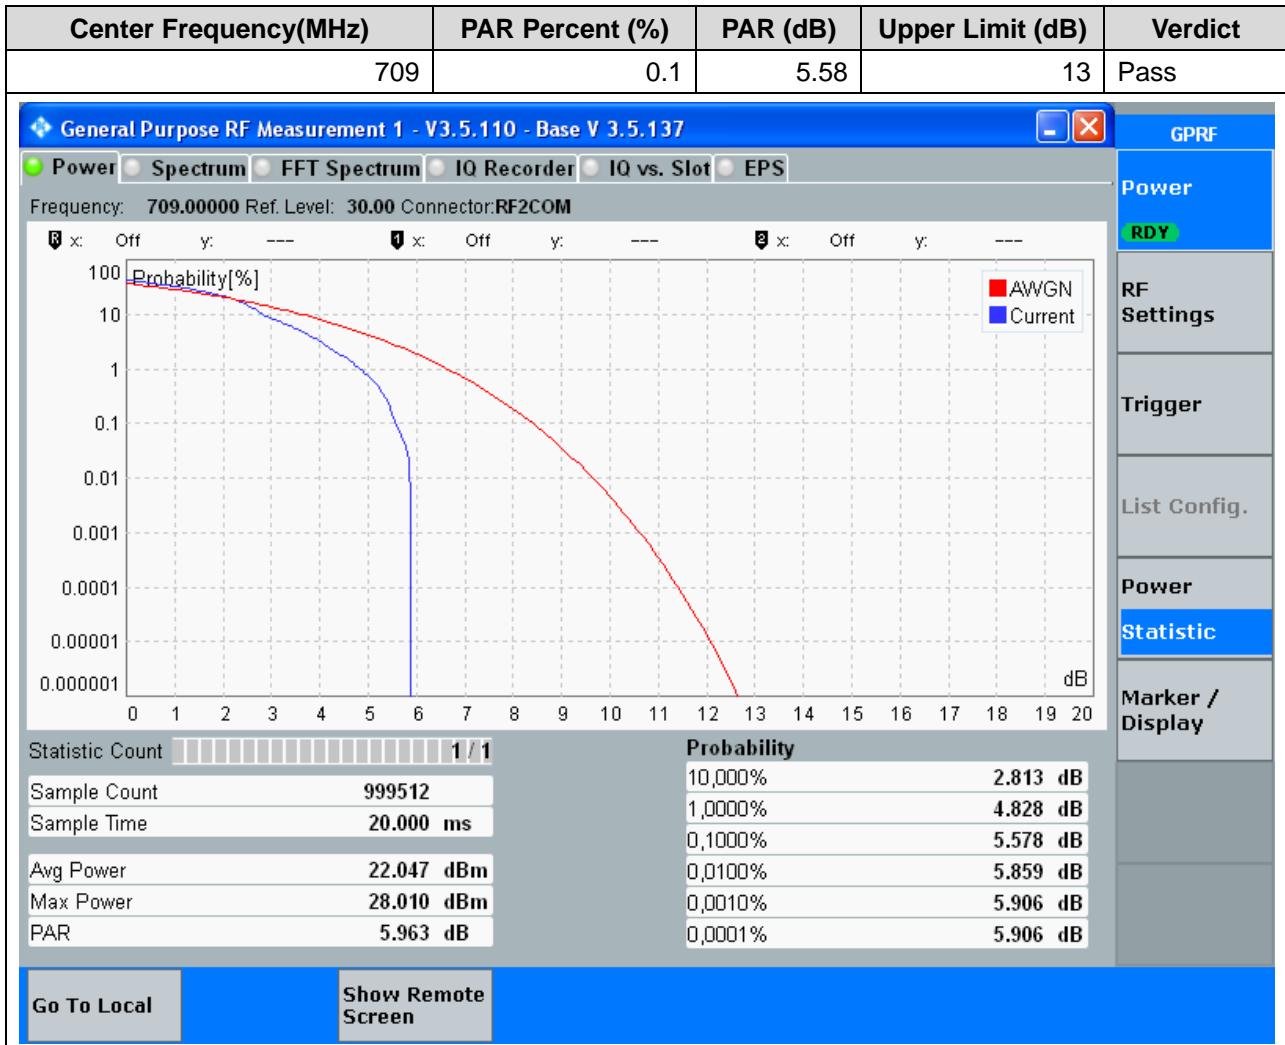 Center Frequency(MHz) PAR Percent (%) PAR (dB) Upper Limit (dB) Verdict
709 0.1 5.58 13 Pass
General Purpose RF Measurement 1 - V3.5.110 - Base V 3.5.137
GPRF
Power Spectrum FFT Spectrum IQ Recorder IQ vs. Slot EPS
Frequency: 709.00000 Ref. Level: 30.00 Connector:RF2COM
Power
RDY
R x: Off y: --- 1 x: Off y: --- 2 x: Off y: ---
Probability[%]
AWGN
Current
100
10
1
0.1
0.01
0.001
0.0001
0.00001
0.000001
dB
0 1 2 3 4 5 6 7 8 9 10 11 12 13 14 15 16 17 18 19 20
RF
Settings
Trigger
List Config.
Power
Statistic
Marker /
Display
Statistic Count 1 / 1
Sample Count 999512
Sample Time 20.000 ms
Avg Power 22.047 dBm
Max Power 28.010 dBm
PAR 5.963 dB
Probability
10,000% 2.813 dB
1,0000% 4.828 dB
0,1000% 5.578 dB
0,0100% 5.859 dB
0,0010% 5.906 dB
0,0001% 5.906 dB
Go To Local
Show Remote
Screen